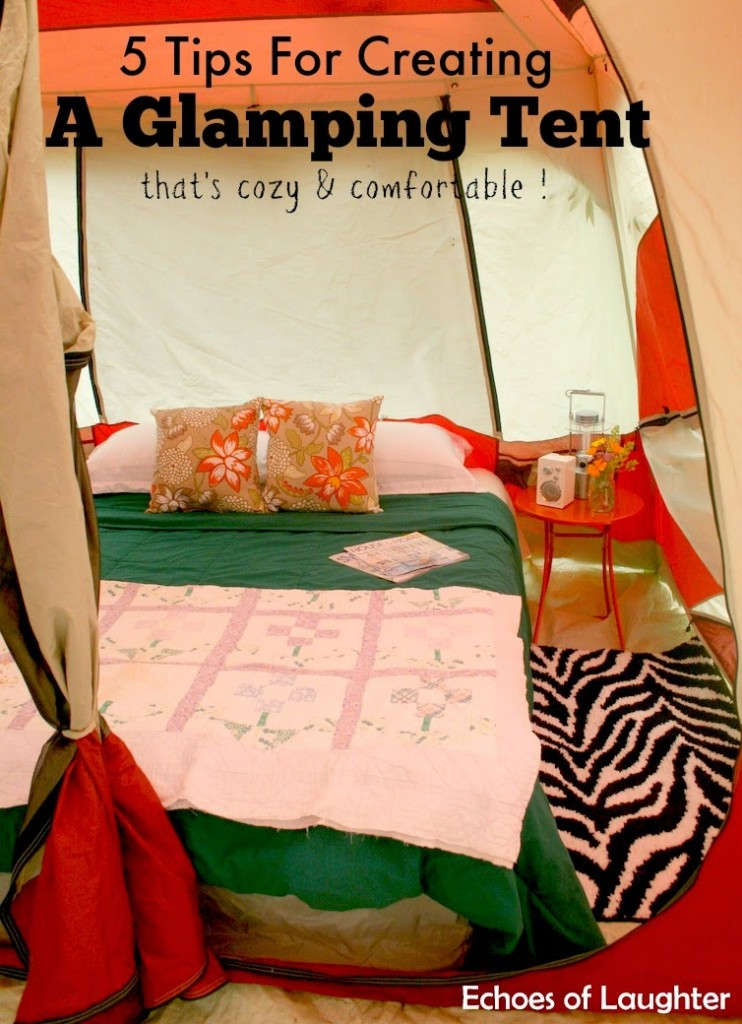 5 Tips For Creating
A Glamping Tent
that's cozy & comfortable !
Echoes of Laughter